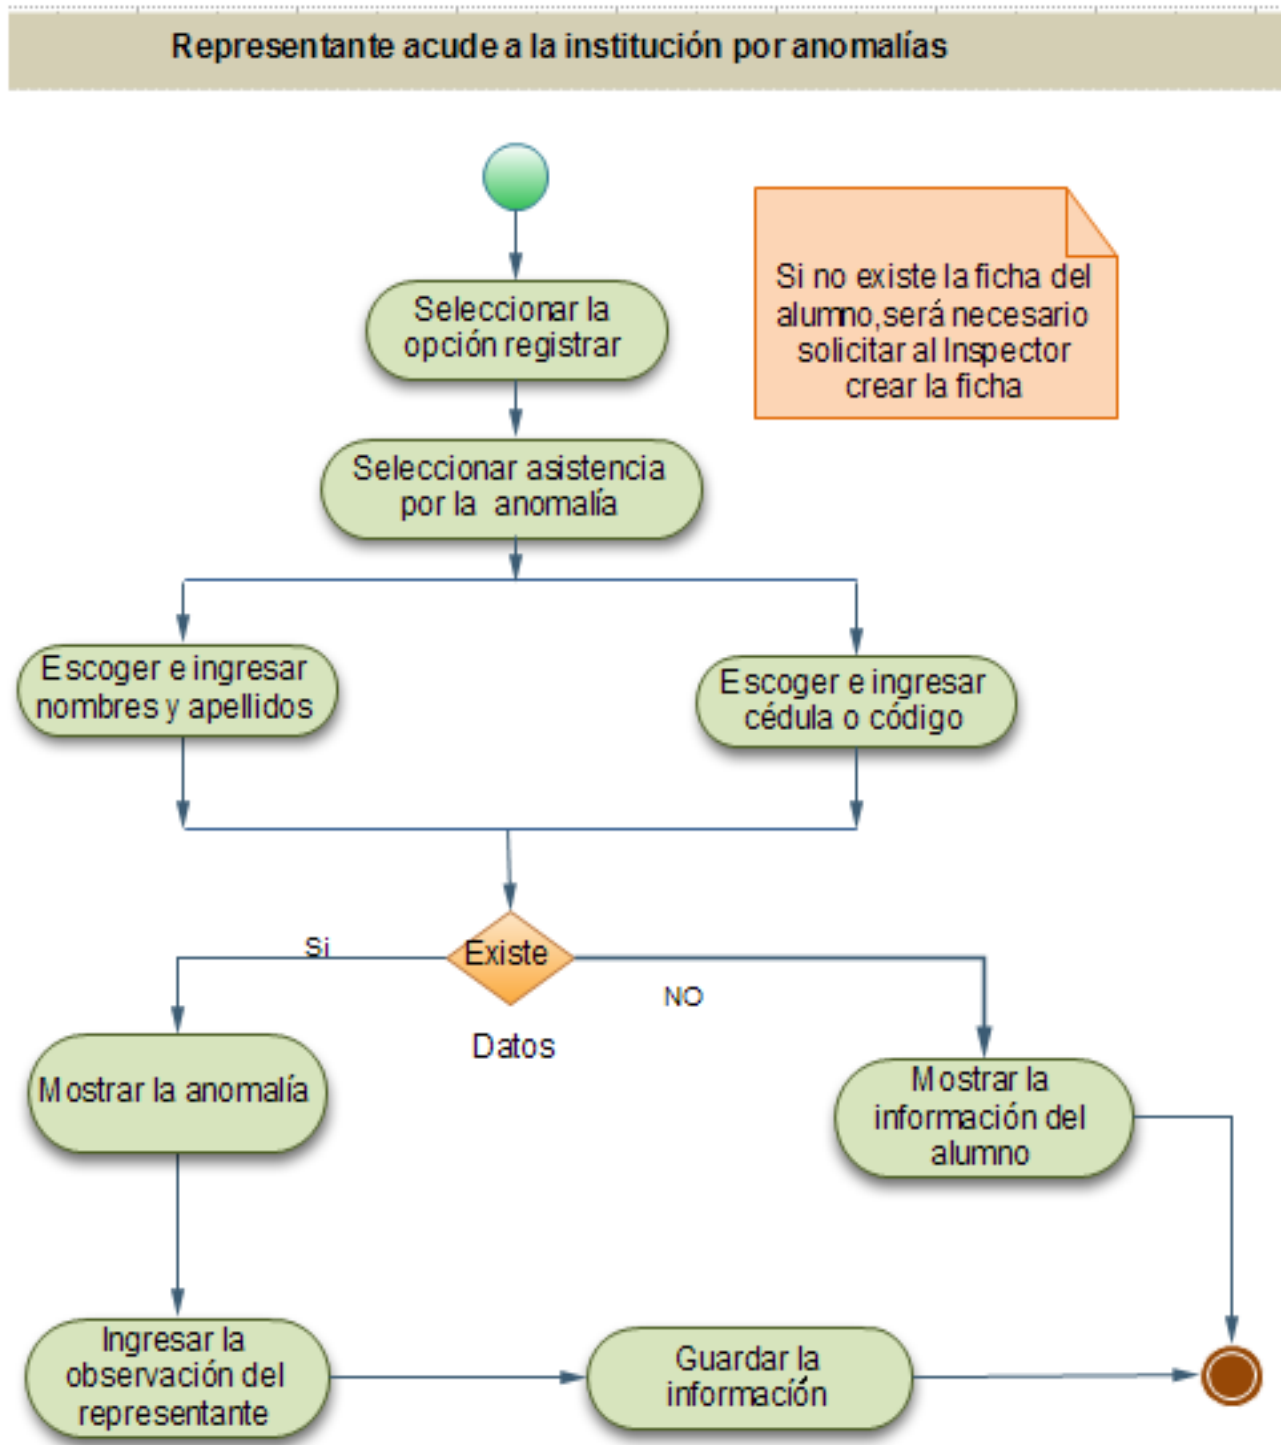 Representante acude a la institución por anomalías
Si no existe la ficha del
alumno,será necesario
solicitar al Inspector
crear la ficha
Seleccionar la
opción registrar
Seleccionar asistencia
por la anomalía
Escoger e ingresar
nombres y apellidos
Escoger e ingresar
cédula o código
Existe
Si
NO
Datos
Mostrar la anomalía
Mostrar la
información del
alumno
Ingresar la
observación del
representante
Guardar la
información